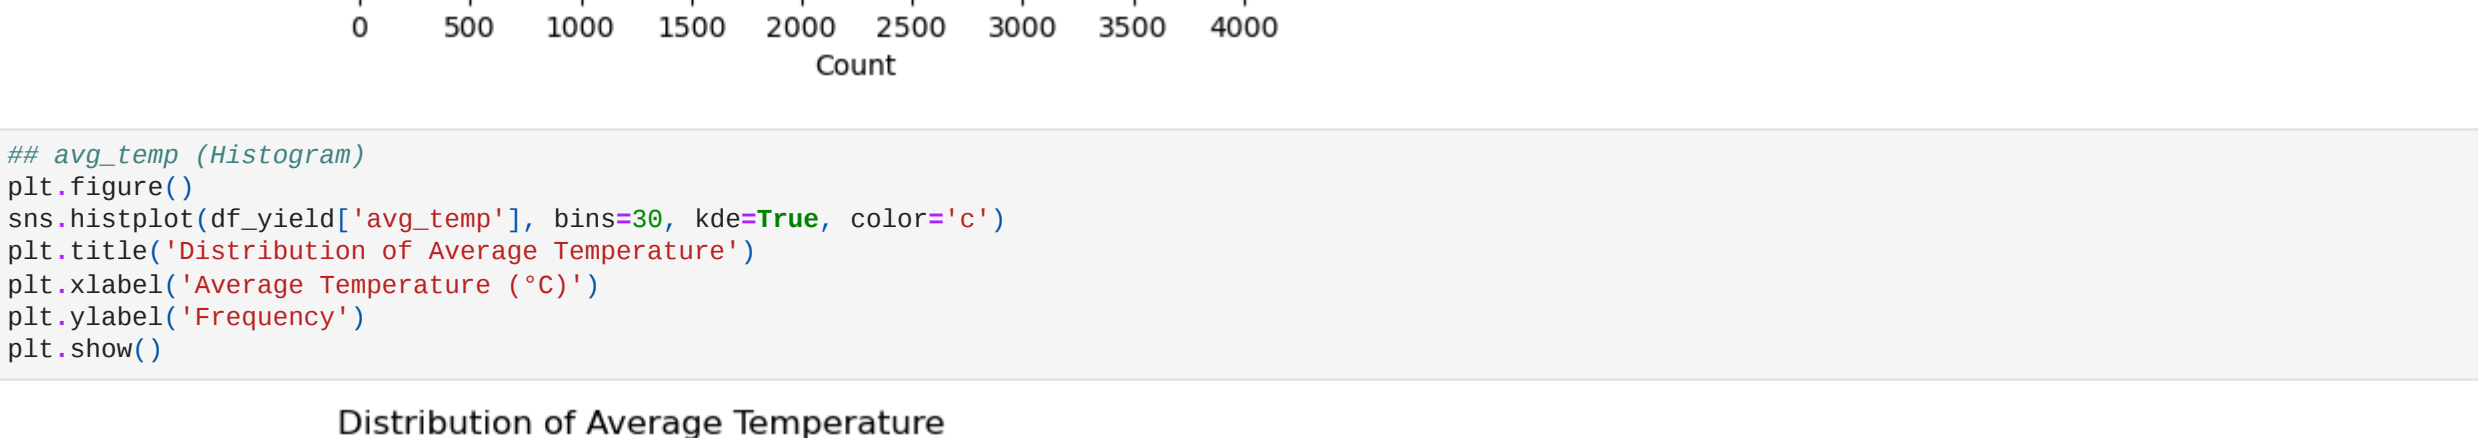 0 500 1000 1500 2000 2500 3000 3500 4000
Count
## avg_temp (Histogram)
plt.figure()
sns.histplot(df_yield['avg_temp'], bins=30, kde=True, color='c')
plt.title('Distribution of Average Temperature')
plt.xlabel('Average Temperature (°C)')
plt.ylabel('Frequency')
plt.show()
Distribution of Average Temperature